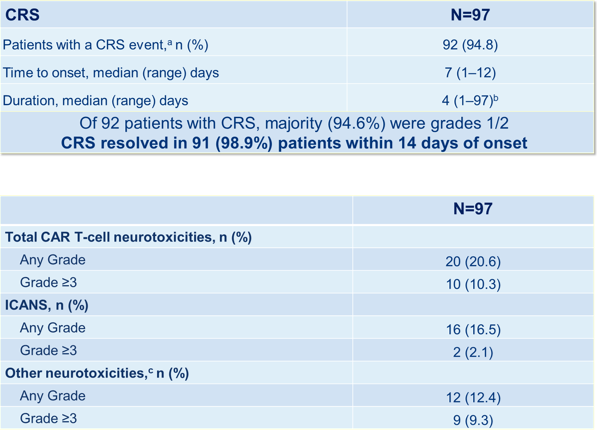 CRS N=97
Patients with a CRS event,ᵃ n (%) 92 (94.8)
Time to onset, median (range) days 7 (1–12)
Duration, median (range) days 4 (1–97)ᵇ
Of 92 patients with CRS, majority (94.6%) were grades 1/2
CRS resolved in 91 (98.9%) patients within 14 days of onset
N=97
Total CAR T-cell neurotoxicities, n (%)
Any Grade 20 (20.6)
Grade ≥3 10 (10.3)
ICANS, n (%)
Any Grade 16 (16.5)
Grade ≥3 2 (2.1)
Other neurotoxicities,ᶜ n (%)
Any Grade 12 (12.4)
Grade ≥3 9 (9.3)